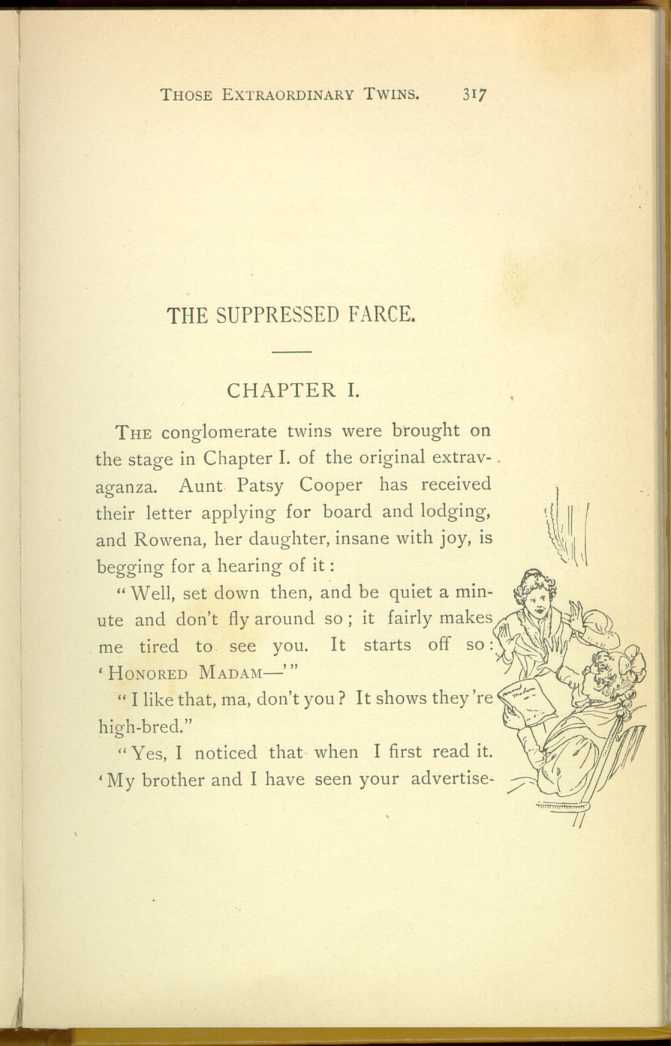 THOSE EXTRAORDINARY TWINS. 317
THE SUPPRESSED FARCE.
CHAPTER I.
THE conglomerate twins were brought on
the stage in Chapter I. of the original extrav-
aganza. Aunt Patsy Cooper has received
their letter applying for board and lodging,
and Rowena, her daughter, insane with joy, is
begging for a hearing of it :
“ Well, set down then, and be quiet a min-
ute and don't fly around so ; it fairly makes
me tired to see you. It starts off so :
‘ HONORED MADAM—’ ”
“ I like that, ma, don't you ? It shows they 're
high-bred.”
“ Yes, I noticed that when I first read it.
‘ My brother and I have seen your advertise-